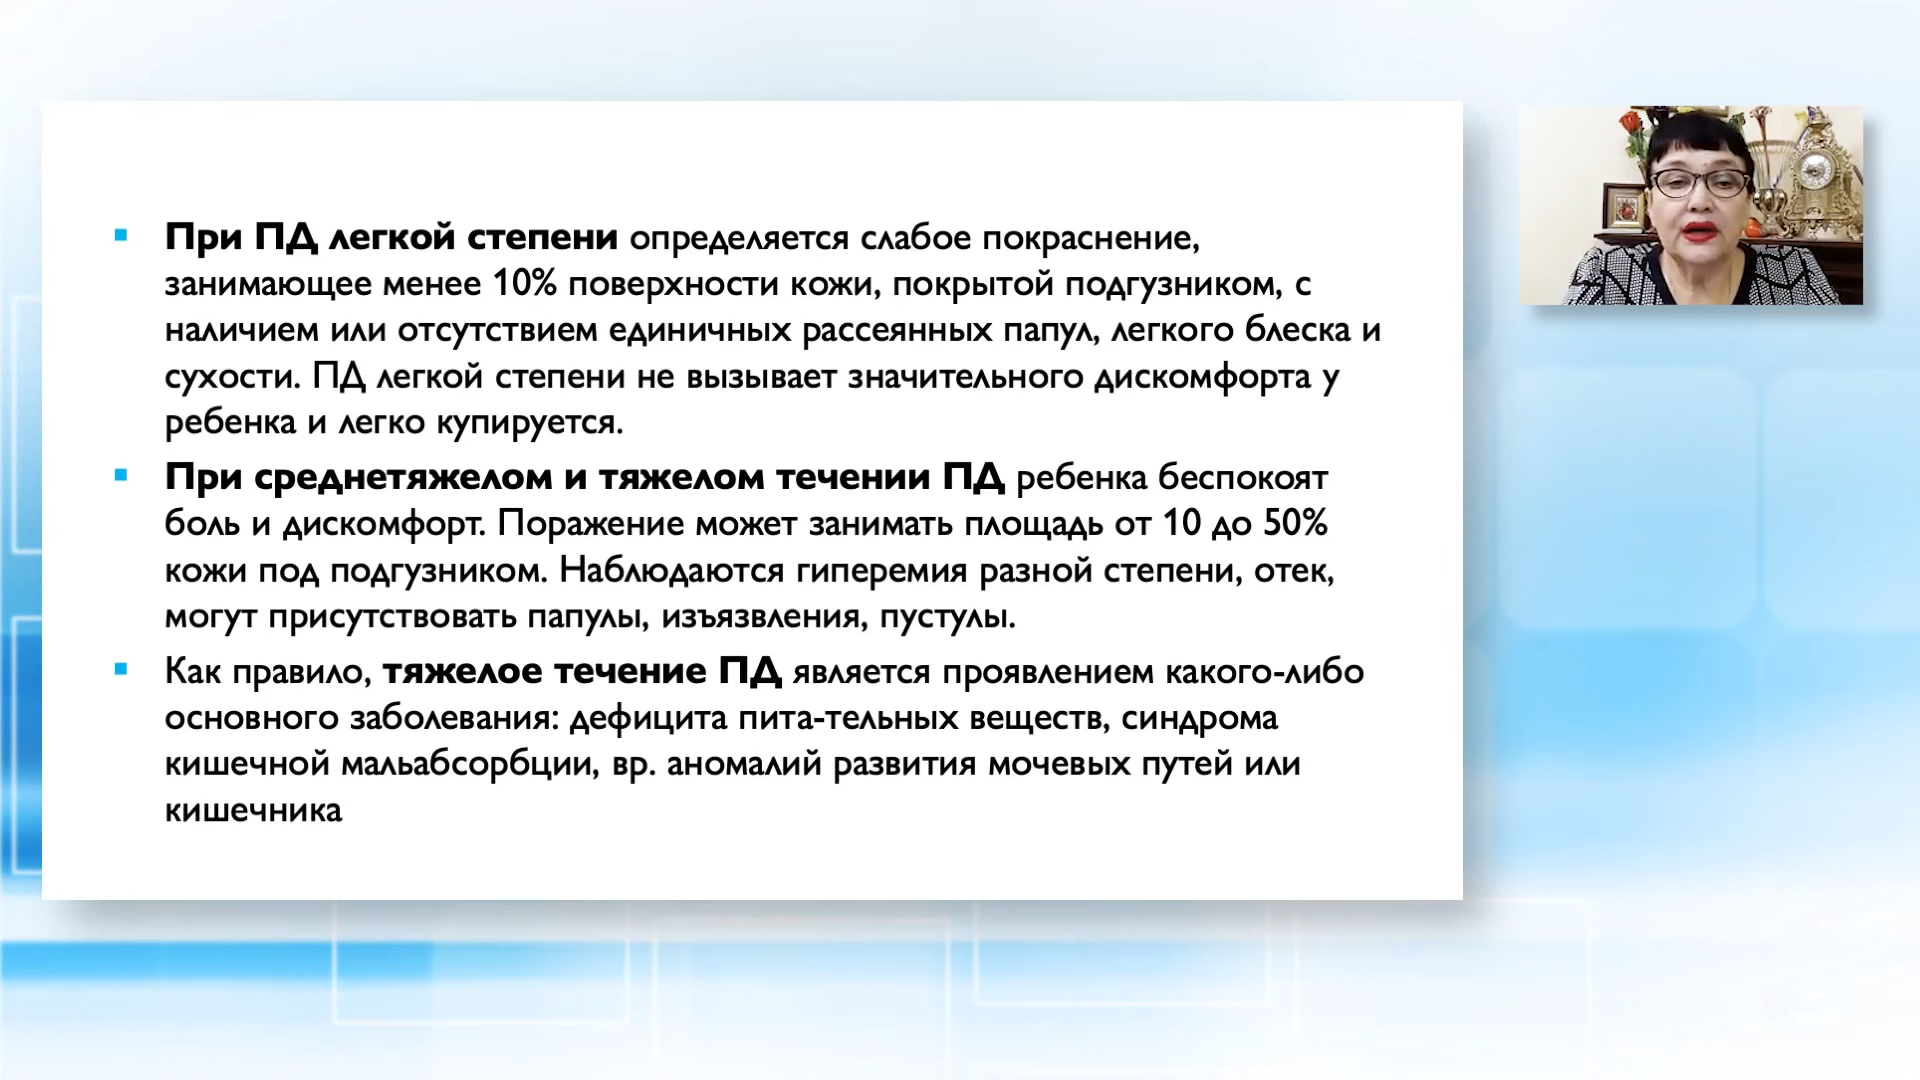 При ПД легкой степени определяется слабое покраснение,
занимающее менее 10% поверхности кожи, покрытой подгузником, с
наличием или отсутствием единичных рассеянных папул, легкого блеска и
сухости. ПД легкой степени не вызывает значительного дискомфорта у
ребенка и легко купируется.
При среднетяжелом и тяжелом течении ПД ребенка беспокоят
боль и дискомфорт. Поражение может занимать площадь от 10 до 50%
кожи под подгузником. Наблюдаются гиперемия разной степени, отек,
могут присутствовать папулы, изъязвления, пустулы.
Как правило, тяжелое течение ПД является проявлением какого-либо
основного заболевания: дефицита пита-тельных веществ, синдрома
кишечной мальабсорбции, вр. аномалий развития мочевых путей или
кишечника